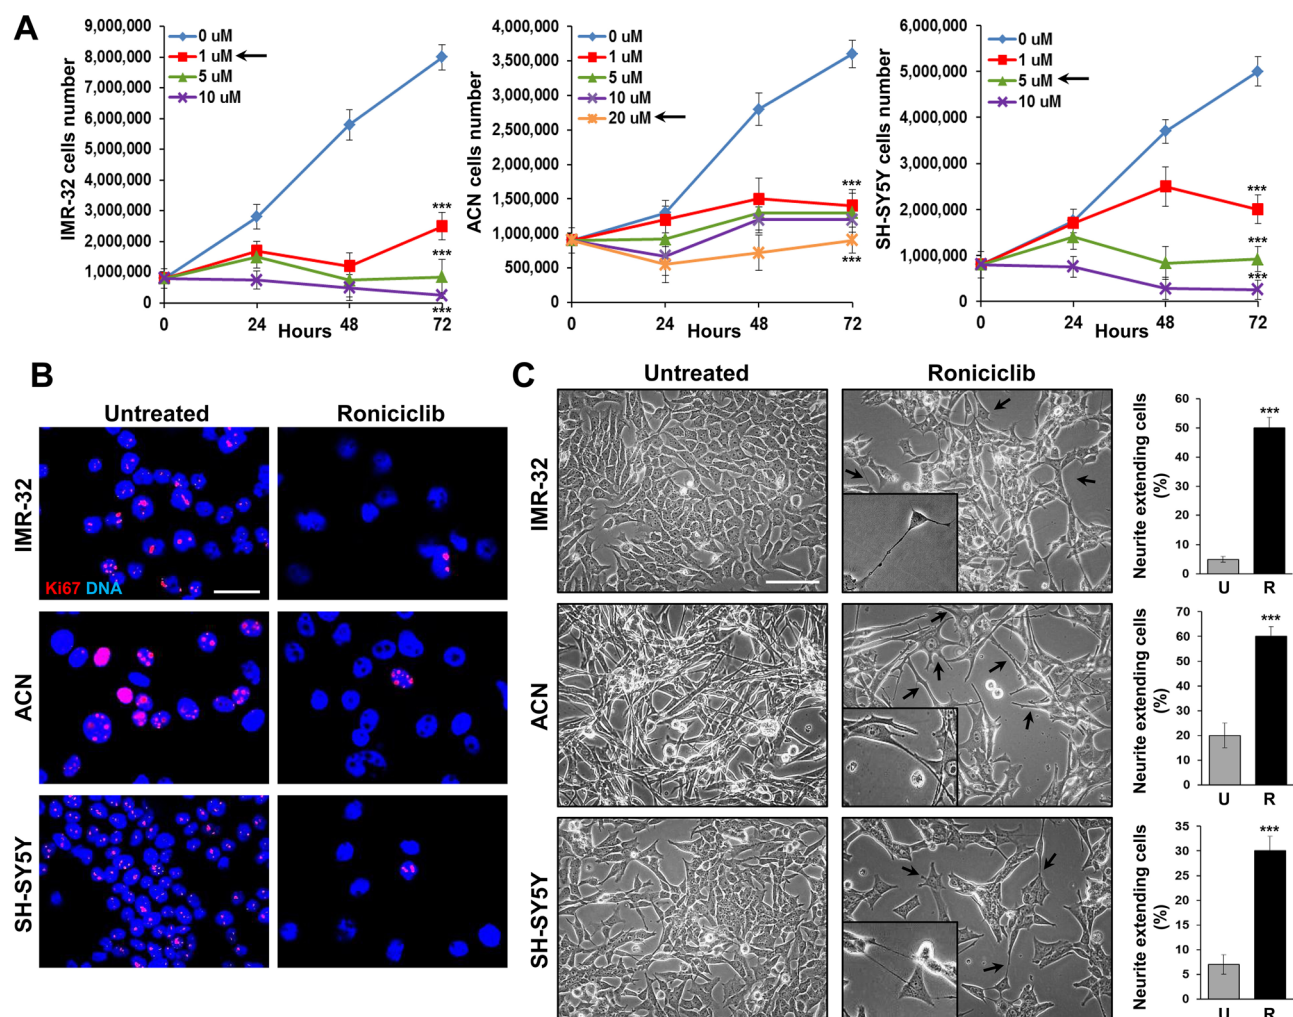 A
IMR-32 cells number
9,000,000
8,000,000
7,000,000
6,000,000
5,000,000
4,000,000
3,000,000
2,000,000
1,000,000
0
0 uM
1 uM
5 uM
10 uM
***
***
***
0 24 48 72
Hours
ACN cells number
4,000,000
3,500,000
3,000,000
2,500,000
2,000,000
1,500,000
1,000,000
500,000
0
0 uM
1 uM
5 uM
10 uM
20 uM
***
***
0 24 48 72
Hours
SH-SY5Y cells number
6,000,000
5,000,000
4,000,000
3,000,000
2,000,000
1,000,000
0
0 uM
1 uM
5 uM
10 uM
***
***
***
0 24 48 72
Hours
B
Untreated Roniciclib
IMR-32
Ki67 DNA
ACN
SH-SY5Y
C
Untreated Roniciclib
IMR-32
ACN
SH-SY5Y
Neurite extending cells
(%)
60
50
40
30
20
10
0
***
U R
Neurite extending cells
(%)
70
60
50
40
30
20
10
0
***
U R
Neurite extending cells
(%)
35
30
25
20
15
10
5
0
***
U R